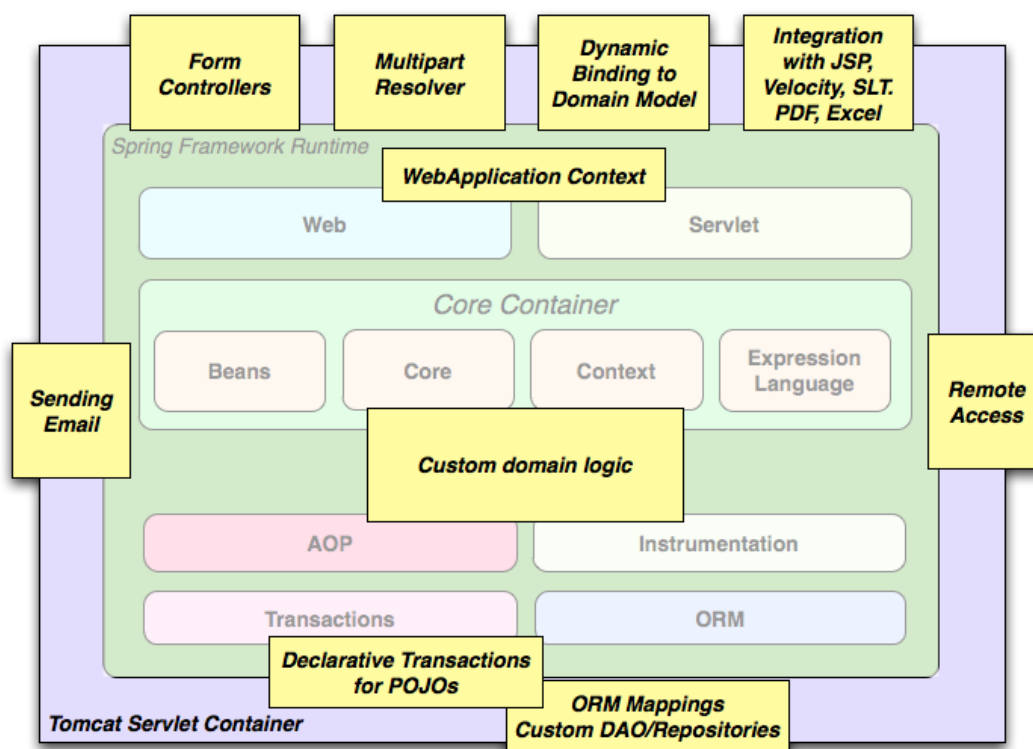 Form
Controllers
Multipart
Resolver
Dynamic
Binding to
Domain Model
Integration
with JSP,
Velocity, SLT.
PDF, Excel
Spring Framework Runtime
WebApplication Context
Web
Servlet
Core Container
Beans
Core
Context
Expression
Language
Sending
Email
Remote
Access
Custom domain logic
AOP
Instrumentation
Transactions
ORM
Declarative Transactions
for POJOs
ORM Mappings
Custom DAO/Repositories
Tomcat Servlet Container